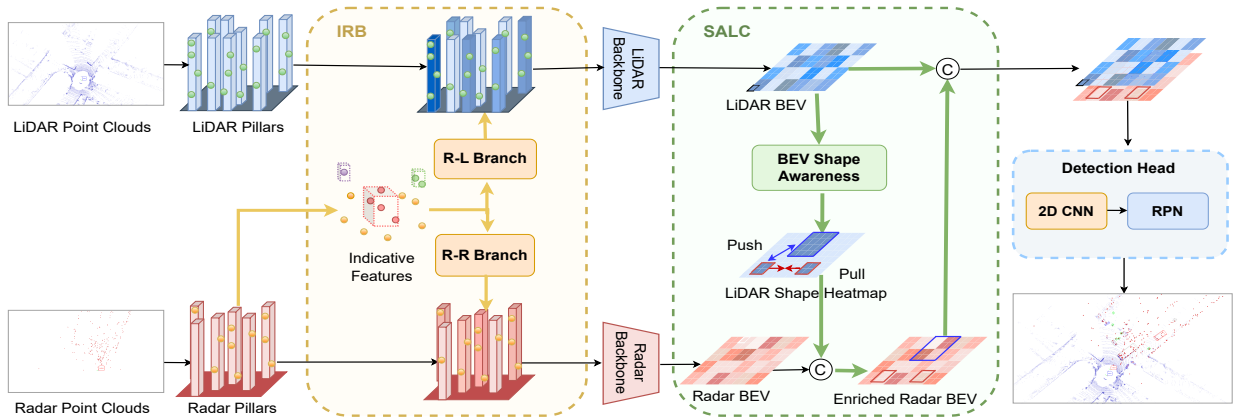 IRB
SALC
LiDAR
Backbone
LiDAR Point Clouds
LiDAR Pillars
LiDAR BEV
C
R-L Branch
BEV Shape
Awareness
Detection Head
2D CNN
RPN
Indicative
Features
R-R Branch
Push
Pull
LiDAR Shape Heatmap
Radar
Backbone
C
Radar Point Clouds
Radar Pillars
Radar BEV
Enriched Radar BEV